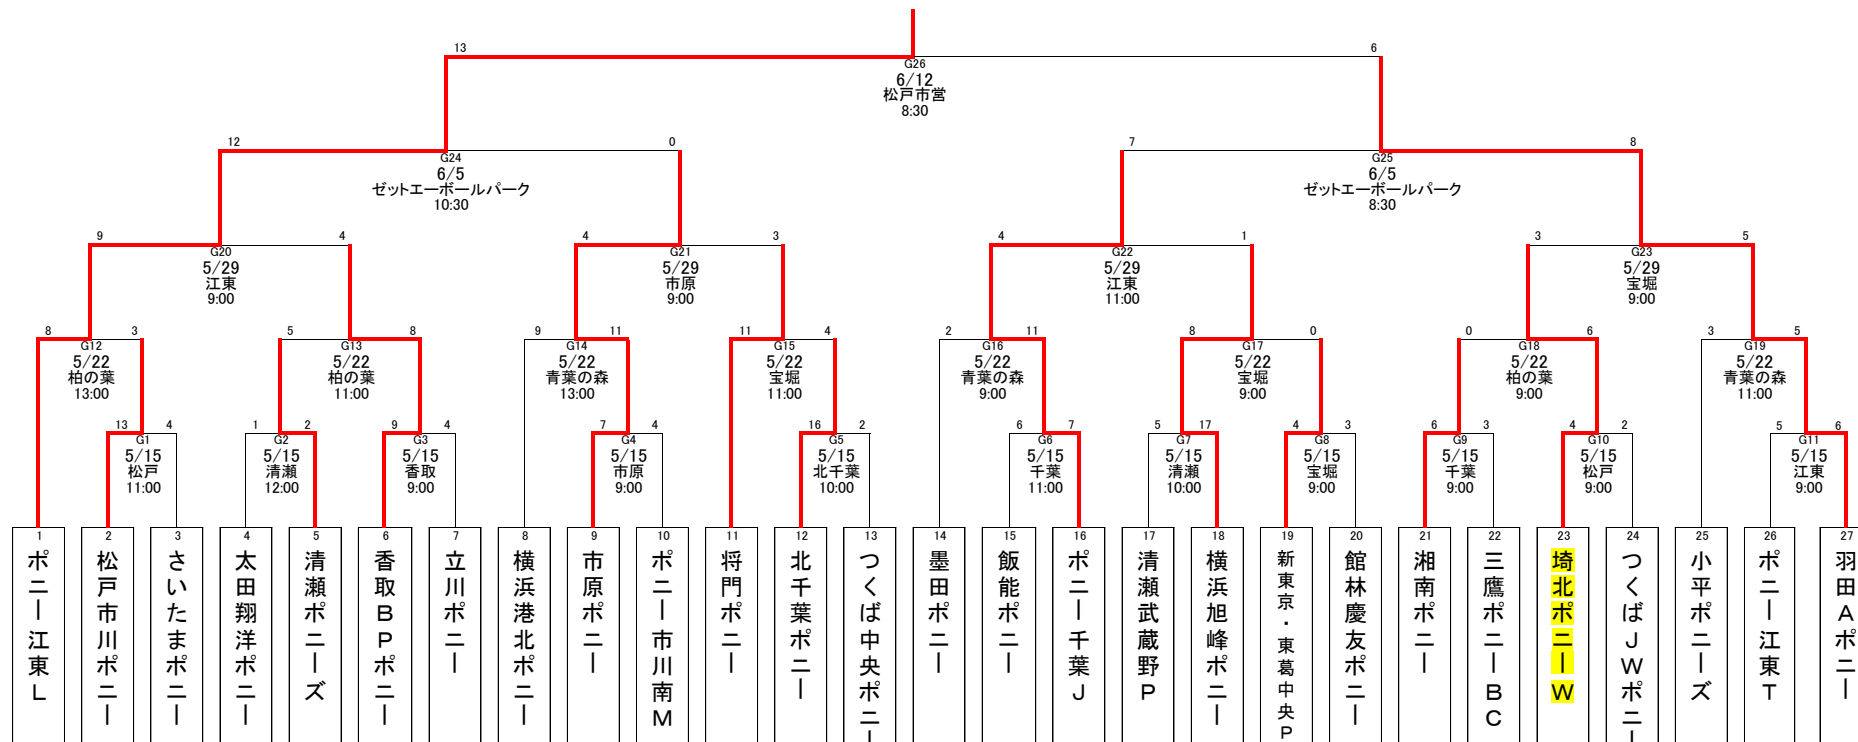 13 6
G26
6/12
松戸市営
8:30
12 0 7 8
G24 G25
6/5 6/5
ゼットエーボールパーク ゼットエーボールパーク
10:30 8:30
9 4 4 3 4 1 3 5
G20 G21 G22 G23
5/29 5/29 5/29 5/29
江東 市原 江東 宝堀
9:00 9:00 11:00 9:00
8 3 5 8 9 11 11 4 2 11 8 0 0 6 3 5
G12 G13 G14 G15 G16 G17 G18 G19
5/22 5/22 5/22 5/22 5/22 5/22 5/22 5/22
柏の葉 柏の葉 青葉の森 宝堀 青葉の森 宝堀 柏の葉 青葉の森
13:00 11:00 13:00 11:00 9:00 9:00 9:00 11:00
13 4 1 2 9 4 7 4 16 2 6 7 5 17 4 3 6 3 4 2 5 6
G1 G2 G3 G4 G5 G6 G7 G8 G9 G10 G11
5/15 5/15 5/15 5/15 5/15 5/15 5/15 5/15 5/15 5/15 5/15
松戸 清瀬 香取 市原 北千葉 千葉 清瀬 宝堀 千葉 松戸 江東
11:00 12:00 9:00 9:00 10:00 11:00 10:00 9:00 9:00 9:00 9:00
1 2 3 4 5 6 7 8 9 10 11 12 13 14 15 16 17 18 19 20 21 22 23 24 25 26 27
ポニー江東L
松戸市川ポニー
さいたまポニー
太田翔洋ポニー
清瀬ポニーズ
香取BPポニー
立川ポニー
横浜港北ポニー
市原ポニー
ポニー市川南M
将門ポニー
北千葉ポニー
つくば中央ポニー
墨田ポニー
飯能ポニー
ポニー千葉J
清瀬武蔵野P
横浜旭峰ポニー
新東京・東葛中央P
館林慶友ポニー
湘南ポニー
三鷹ポニーBC
埼北ポニーW
つくばJWポニー
小平ポニーズ
ポニー江東T
羽田Aポニー